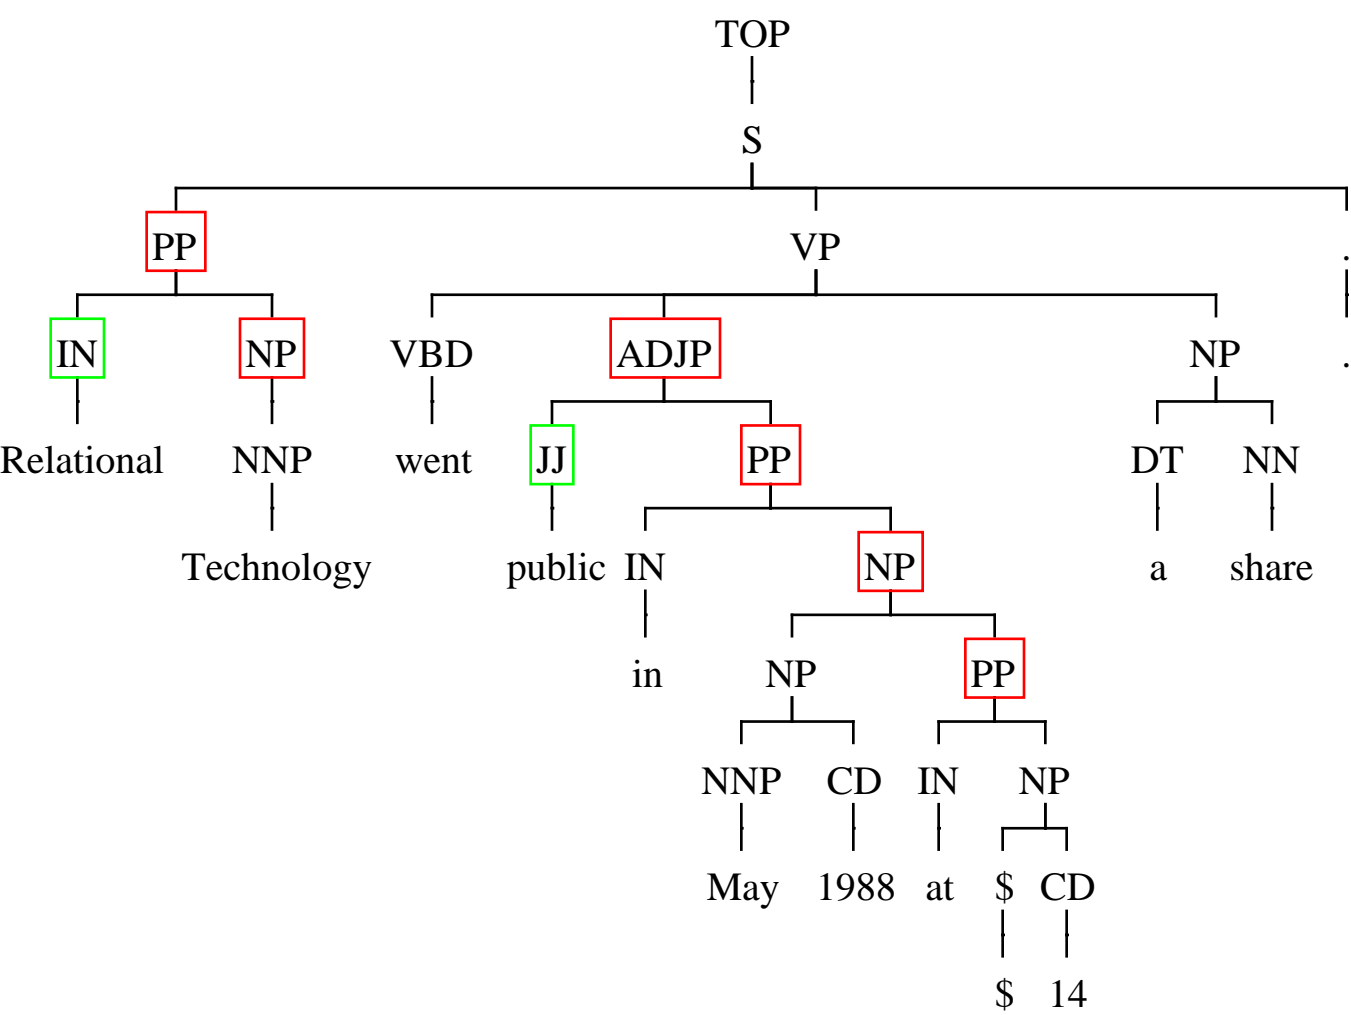 TOP
S
PP VP .
IN NP VBD ADJP NP .
Relational NNP went JJ PP DT NN
Technology public IN NP a share
in NP PP
NNP CD IN NP
May 1988 at $ CD
$ 14